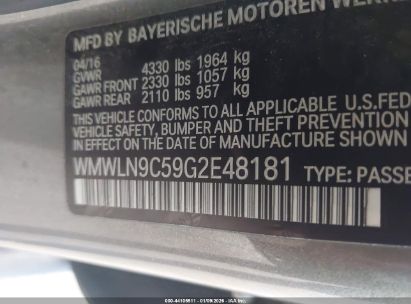 MFD BY BAYERISCHE MOTOREN
04/16
GVWR 4330 lbs 1964 kg
GAWR FRONT 2330 lbs 1057 kg
GAWR REAR 2110 lbs 957 kg
THIS VEHICLE CONFORMS TO ALL APPLICABLE U.S.FED
VEHICLE SAFETY, BUMPER AND THEFT PREVENTION
IN EFFECT ON THE DATE OF MANUFACTURE SHOWN
WMWLN9C59G2E48181 TYPE: PASSE